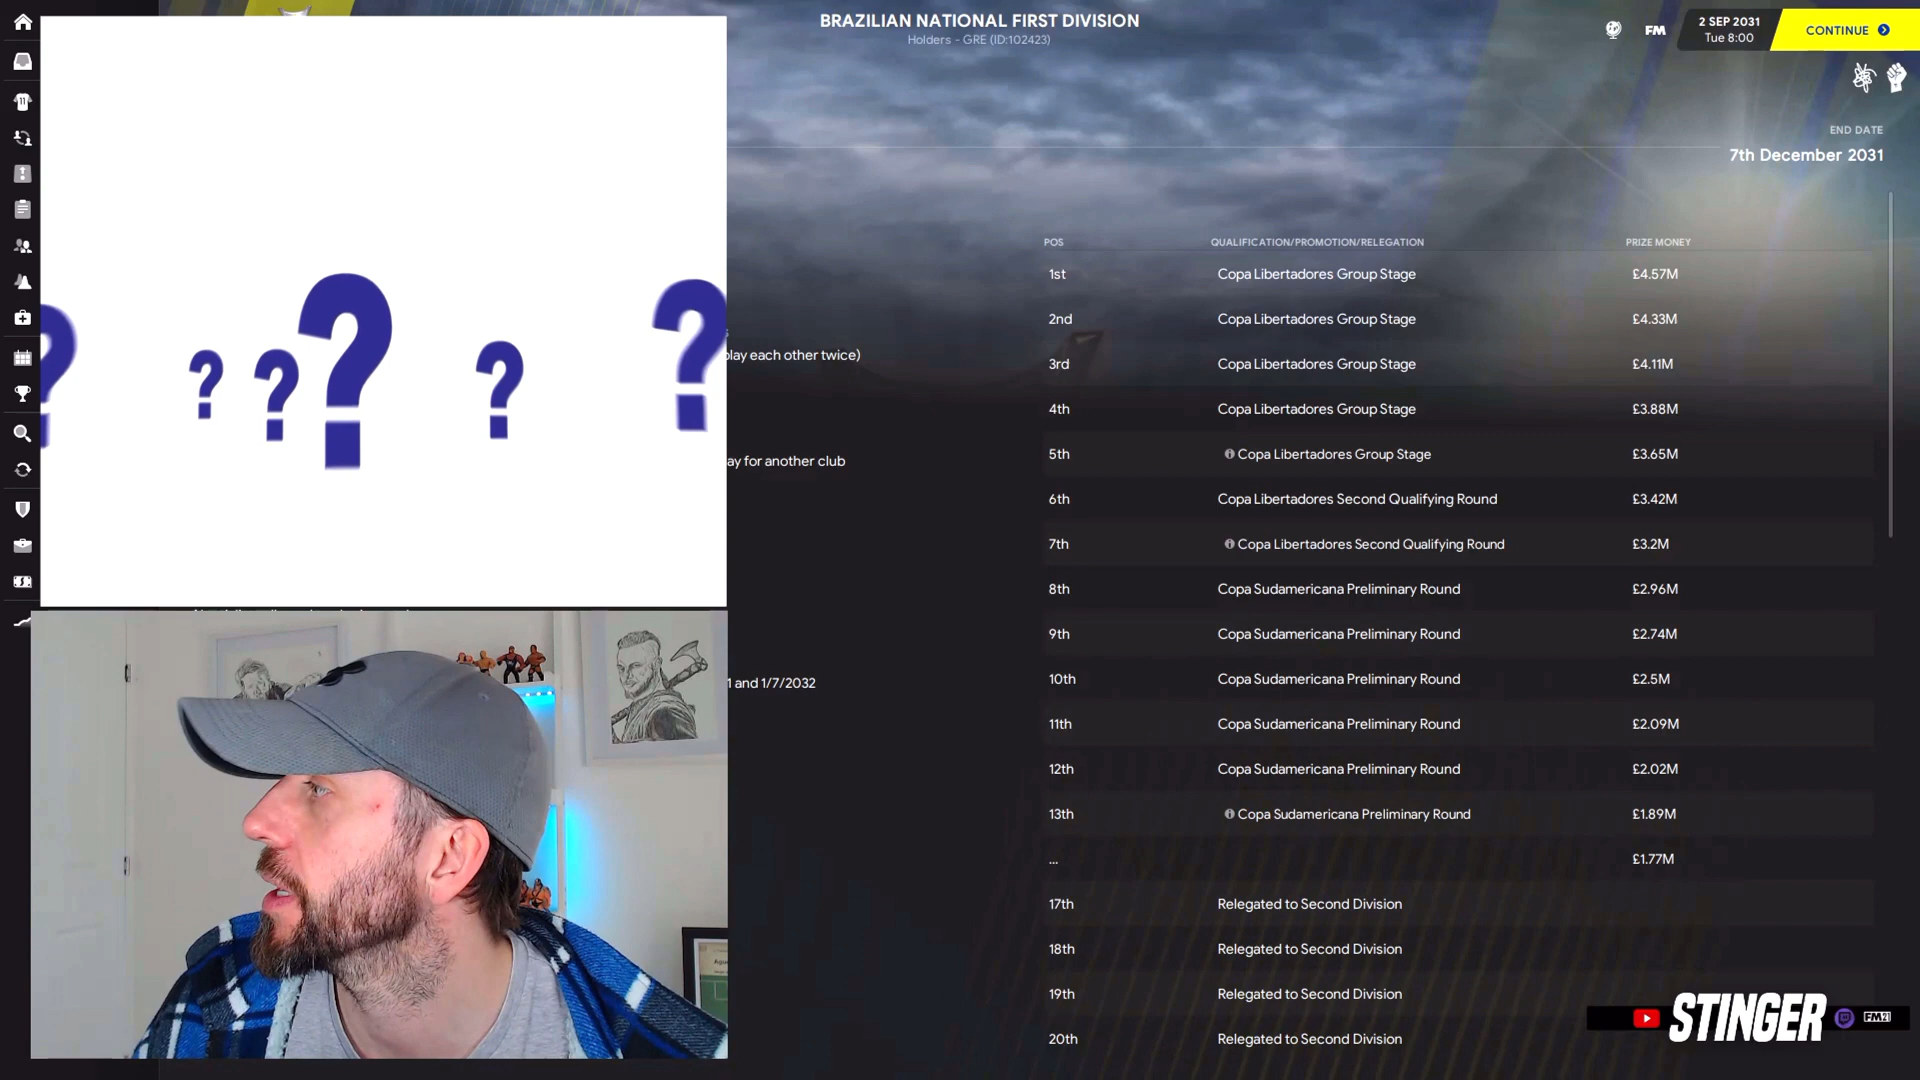 BRAZILIAN NATIONAL FIRST DIVISION
Holders - GRE (ID:102423)
FM
2 SEP 2031
Tue 8:00
CONTINUE
END DATE
7th December 2031
? ? ? ? ? ?
play each other twice)
ay for another club
1 and 1/7/2032
POS QUALIFICATION/PROMOTION/RELEGATION PRIZE MONEY
1st Copa Libertadores Group Stage £4.57M
2nd Copa Libertadores Group Stage £4.33M
3rd Copa Libertadores Group Stage £4.11M
4th Copa Libertadores Group Stage £3.88M
5th Copa Libertadores Group Stage £3.65M
6th Copa Libertadores Second Qualifying Round £3.42M
7th Copa Libertadores Second Qualifying Round £3.2M
8th Copa Sudamericana Preliminary Round £2.96M
9th Copa Sudamericana Preliminary Round £2.74M
10th Copa Sudamericana Preliminary Round £2.5M
11th Copa Sudamericana Preliminary Round £2.09M
12th Copa Sudamericana Preliminary Round £2.02M
13th Copa Sudamericana Preliminary Round £1.89M
... £1.77M
17th Relegated to Second Division
18th Relegated to Second Division
19th Relegated to Second Division
20th Relegated to Second Division
STINGER
FM21